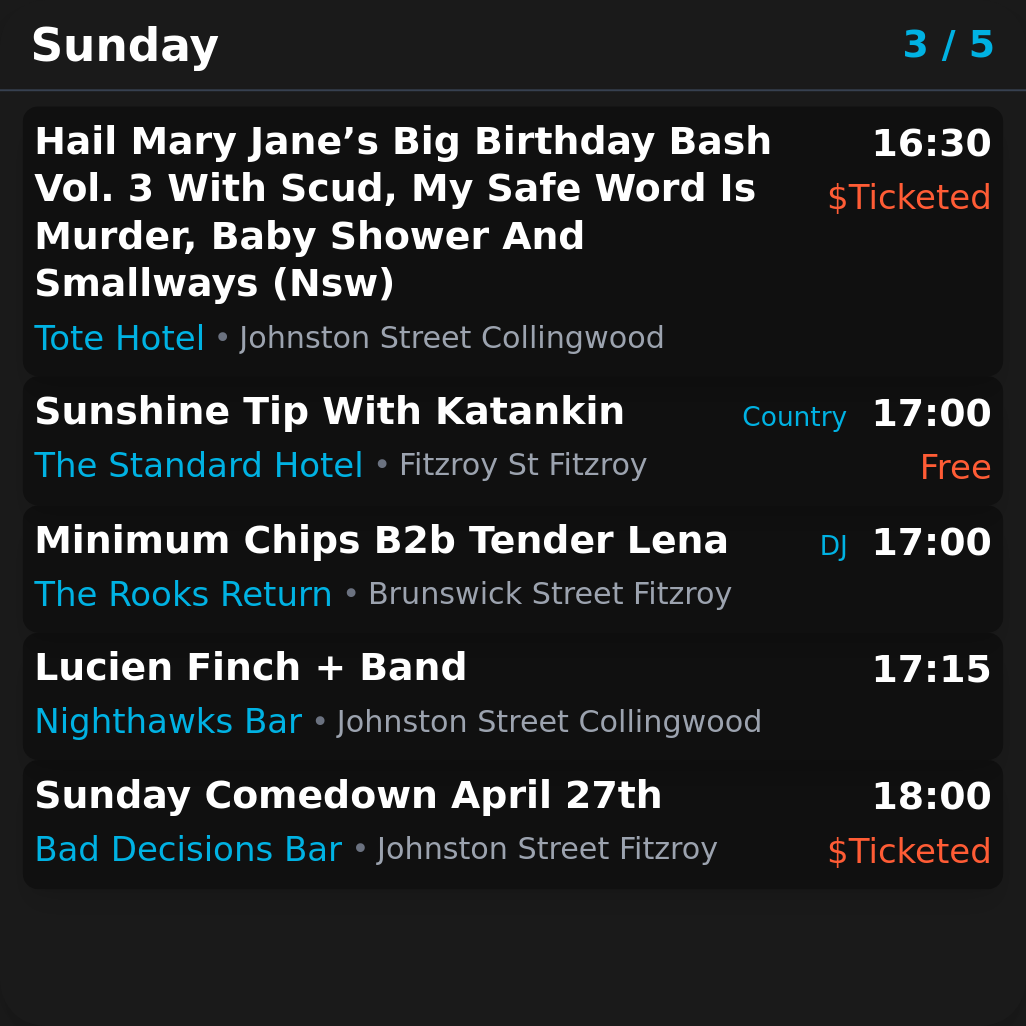 Sunday 3 / 5
Hail Mary Jane’s Big Birthday Bash 16:30
Vol. 3 With Scud, My Safe Word Is $Ticketed
Murder, Baby Shower And
Smallways (Nsw)
Tote Hotel • Johnston Street Collingwood
Sunshine Tip With Katankin Country 17:00
The Standard Hotel • Fitzroy St Fitzroy Free
Minimum Chips B2b Tender Lena DJ 17:00
The Rooks Return • Brunswick Street Fitzroy
Lucien Finch + Band 17:15
Nighthawks Bar • Johnston Street Collingwood
Sunday Comedown April 27th 18:00
Bad Decisions Bar • Johnston Street Fitzroy $Ticketed